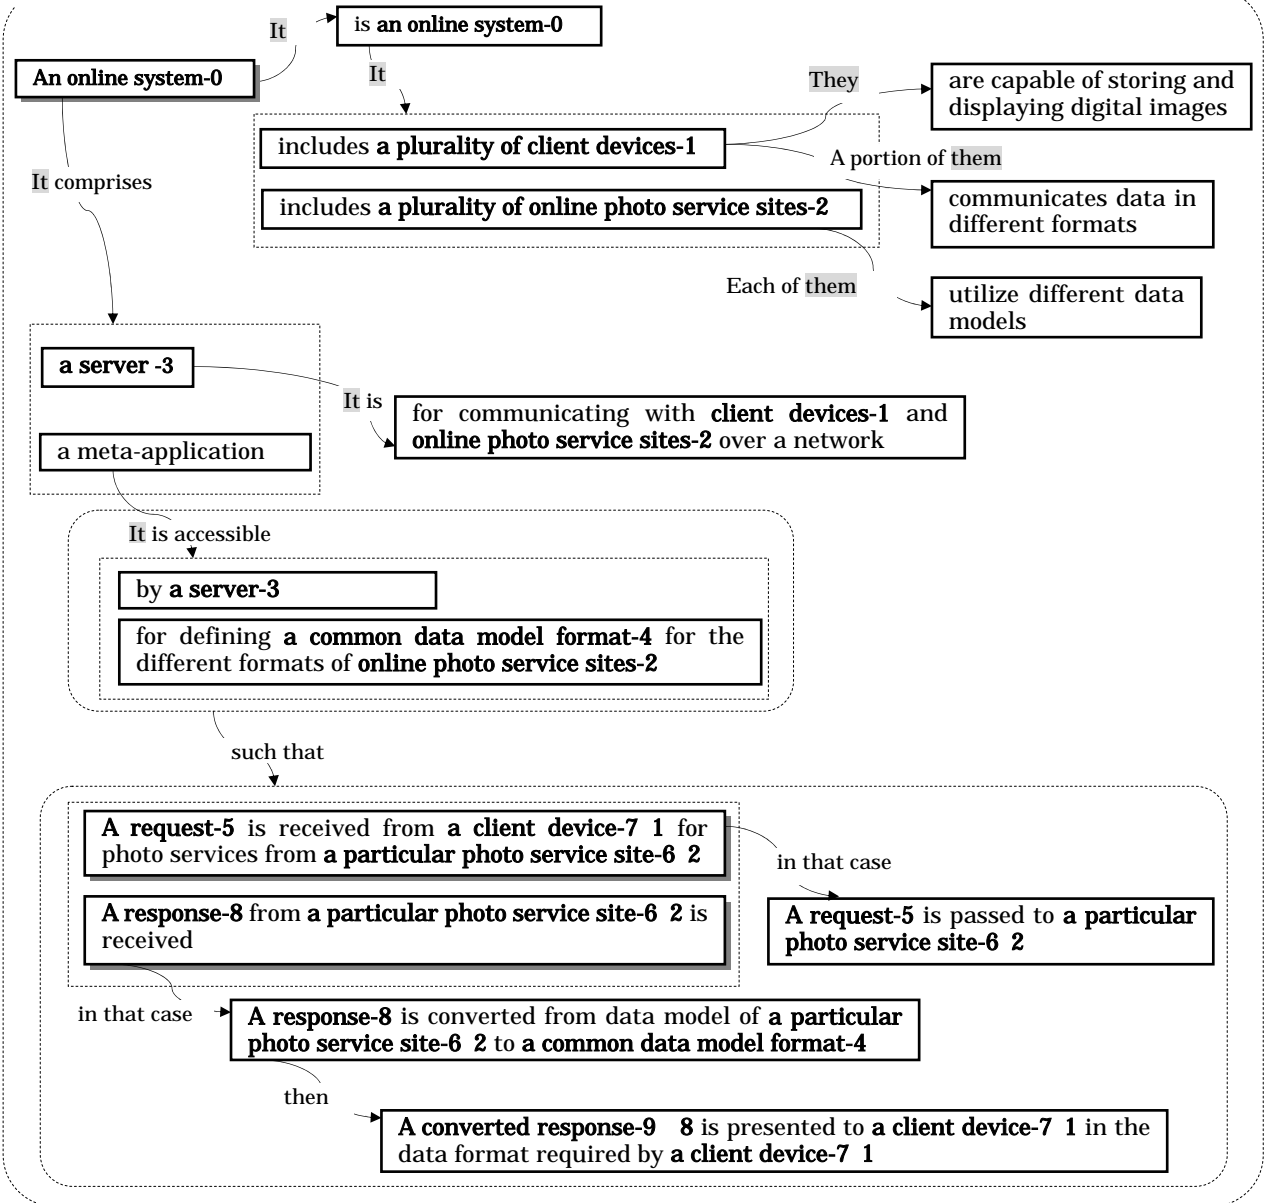 It
is an online system-0
An online system-0
It
They
are capable of storing and
displaying digital images
includes a plurality of client devices-1
A portion of them
It comprises
includes a plurality of online photo service sites-2
communicates data in
different formats
Each of them
utilize different data
models
a server -3
It is
for communicating with client devices-1 and
online photo service sites-2 over a network
a meta-application
It is accessible
by a server-3
for defining a common data model format-4 for the
different formats of online photo service sites-2
such that
A request-5 is received from a client device-7 1 for
photo services from a particular photo service site-6 2
in that case
A response-8 from a particular photo service site-6 2 is
received
A request-5 is passed to a particular
photo service site-6 2
in that case
A response-8 is converted from data model of a particular
photo service site-6 2 to a common data model format-4
then
A converted response-9 8 is presented to a client device-7 1 in the
data format required by a client device-7 1